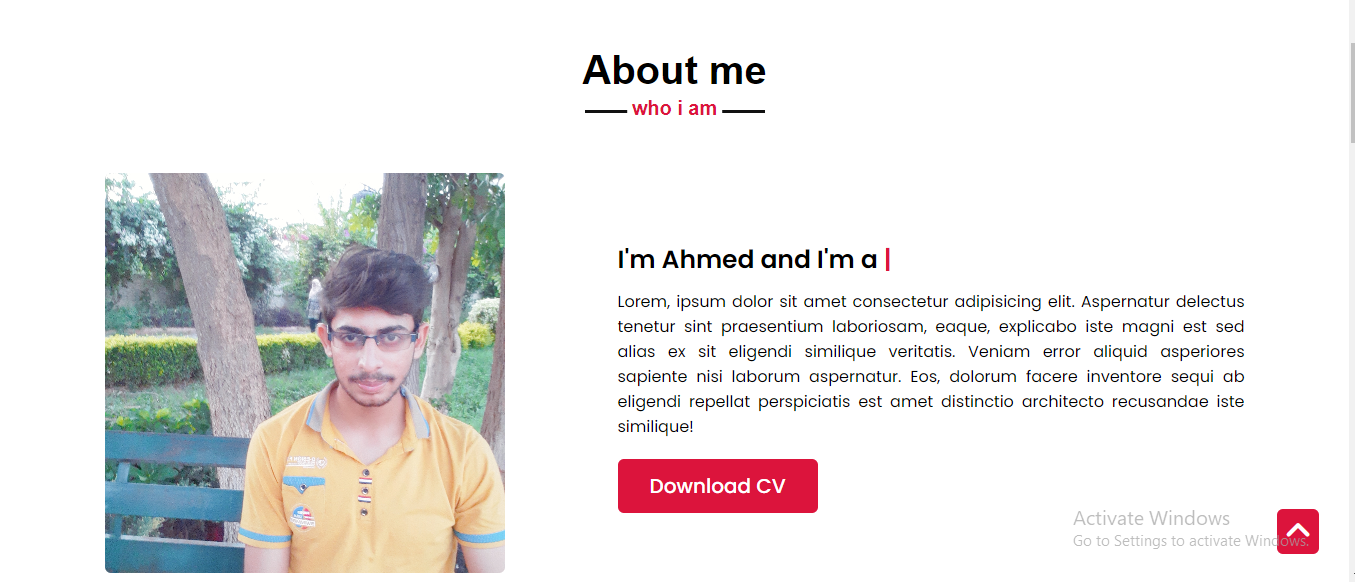 About me
who i am
I'm Ahmed and I'm a |
Lorem, ipsum dolor sit amet consectetur adipisicing elit. Aspernatur delectus
tenetur sint praesentium laboriosam, eaque, explicabo iste magni est sed
alias ex sit eligendi similique veritatis. Veniam error aliquid asperiores
sapiente nisi laborum aspernatur. Eos, dolorum facere inventore sequi ab
eligendi repellat perspiciatis est amet distinctio architecto recusandae iste
similique!
Download CV
Activate Windows
Go to Settings to activate Windows.